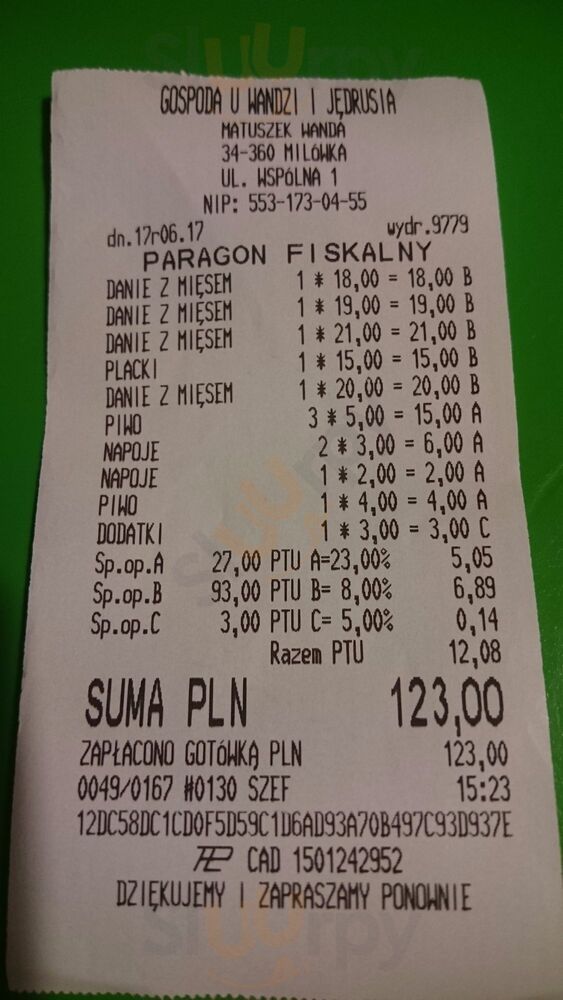 GOSPODA U WANDZI I JĘDRUSIA
MATUSZEK WANDA
34-360 MILÓWKA
UL. WSPÓLNA 1
NIP: 553-173-04-55
dn.17r06.17 wydr.9779
PARAGON FISKALNY
DANIE Z MIĘSEM 1 * 18,00 = 18,00 B
DANIE Z MIĘSEM 1 * 19,00 = 19,00 B
DANIE Z MIĘSEM 1 * 21,00 = 21,00 B
PLACKI 1 * 15,00 = 15,00 B
DANIE Z MIĘSEM 1 * 20,00 = 20,00 B
PIWO 3 * 5,00 = 15,00 A
NAPOJE 2 * 3,00 = 6,00 A
NAPOJE 1 * 2,00 = 2,00 A
PIWO 1 * 4,00 = 4,00 A
DODATKI 1 * 3,00 = 3,00 C
Sp.op.A 27,00 PTU A=23,00% 5,05
Sp.op.B 93,00 PTU B= 8,00% 6,89
Sp.op.C 3,00 PTU C= 5,00% 0,14
Razem PTU 12,08
SUMA PLN 123,00
ZAPŁACONO GOTÓWKĄ PLN 123,00
0049/0167 #0130 SZEF 15:23
12DC58DC1CD0F5D59C1D6AD93A70B497C93D937E
CAD 1501242952
DZIĘKUJEMY I ZAPRASZAMY PONOWNIE